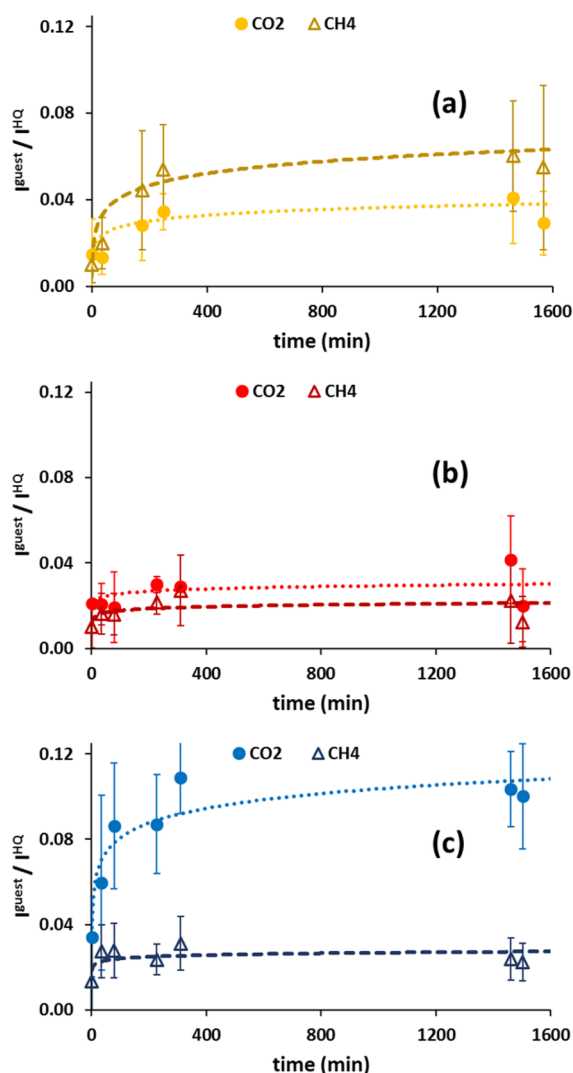 0.12
CO2 CH4
(a)
0.08
I^guest / I^HQ
0.04
0.00
0 400 800 1200 1600
time (min)
0.12
CO2 CH4
(b)
0.08
I^guest / I^HQ
0.04
0.00
0 400 800 1200 1600
time (min)
0.12
CO2 CH4
0.08
(c)
I^guest / I^HQ
0.04
0.00
0 400 800 1200 1600
time (min)